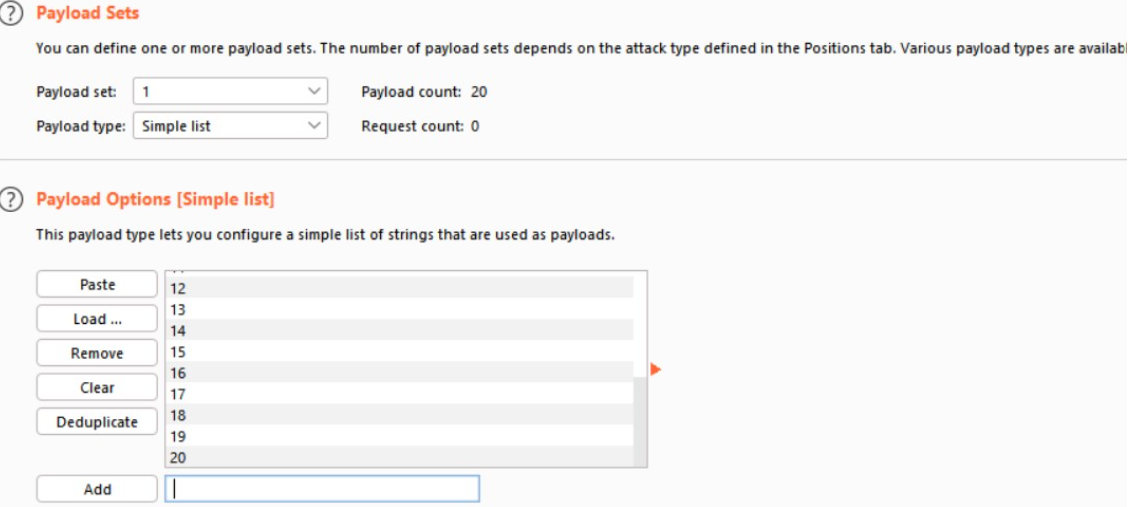 ? Payload Sets
You can define one or more payload sets. The number of payload sets depends on the attack type defined in the Positions tab. Various payload types are
Payload set: 1 Payload count: 20
Payload type: Simple list Request count: 0
? Payload Options [Simple list]
This payload type lets you configure a simple list of strings that are used as payloads.
Paste
Load ...
Remove
Clear
Deduplicate
12
13
14
15
16
17
18
19
20
Add